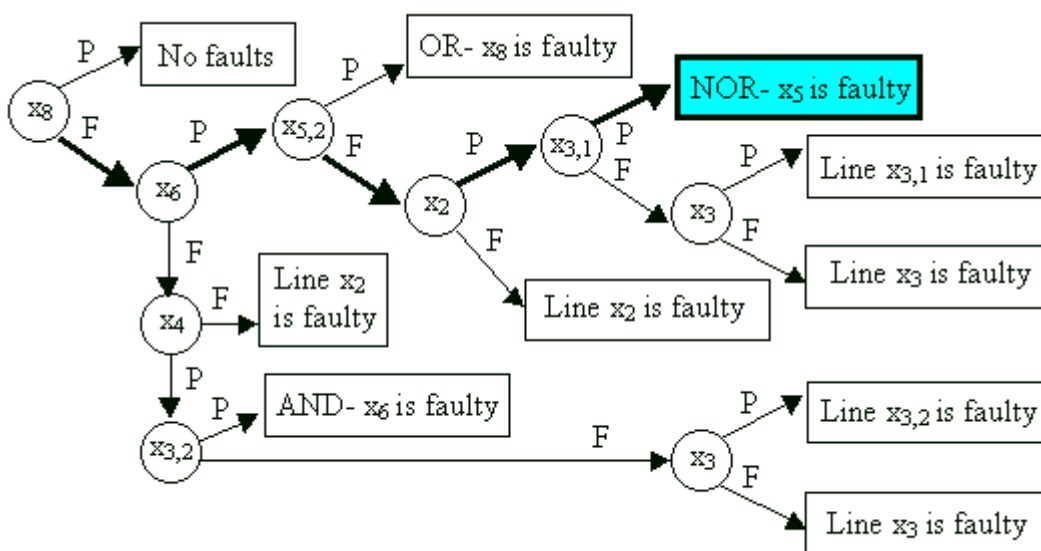 P
No faults
x8
F
P
OR- x8 is faulty
x5,2
F
P
NOR- x5 is faulty
x6
P
x3,1
P
F
x2
F
P
Line x3,1 is faulty
x3
F
Line x3 is faulty
F
Line x2
is faulty
x4
F
Line x2 is faulty
P
P
AND- x6 is faulty
x3,2
F
x3
P
Line x3,2 is faulty
F
Line x3 is faulty